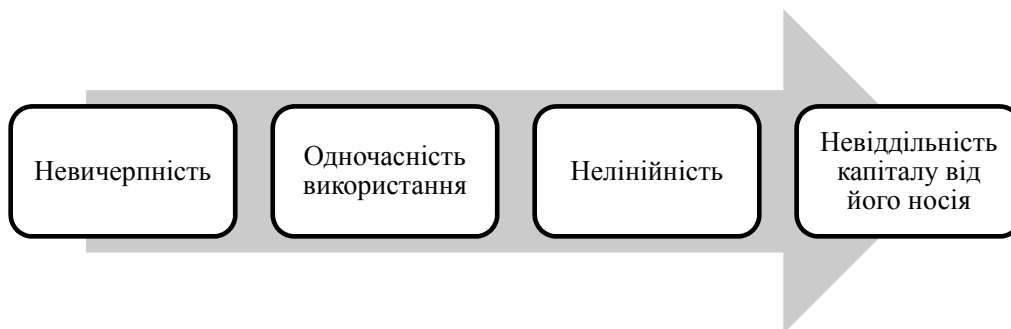 Невичерпність
Одночасність
використання
Нелінійність
Невіддільність
капіталу від
його носія